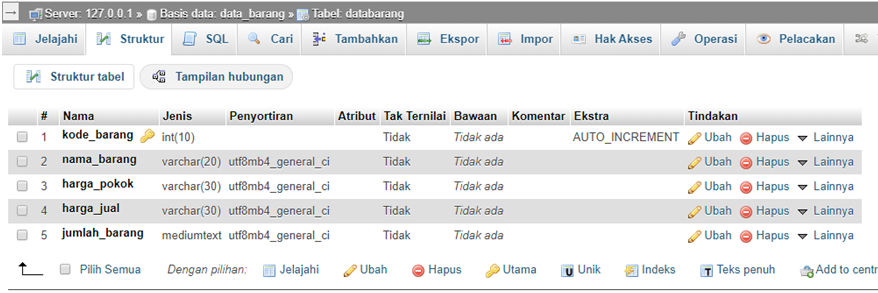 Server: 127.0.0.1 » Basis data: data_barang » Tabel: databarang
Jelajahi Struktur SQL Cari Tambahkan Ekspor Impor Hak Akses Operasi Pelacakan
Struktur tabel Tampilan hubungan
# Nama Jenis Penyortiran Atribut Tak Ternilai Bawaan Komentar Ekstra Tindakan
1 kode_barang int(10) Tidak Tidak ada AUTO_INCREMENT Ubah Hapus Lainnya
2 nama_barang varchar(20) utf8mb4_general_ci Tidak Tidak ada Ubah Hapus Lainnya
3 harga_pokok varchar(30) utf8mb4_general_ci Tidak Tidak ada Ubah Hapus Lainnya
4 harga_jual varchar(30) utf8mb4_general_ci Tidak Tidak ada Ubah Hapus Lainnya
5 jumlah_barang mediumtext utf8mb4_general_ci Tidak Tidak ada Ubah Hapus Lainnya
Pilih Semua Dengan pilihan: Jelajahi Ubah Hapus Utama U Unik Indeks T Teks penuh Add to centr